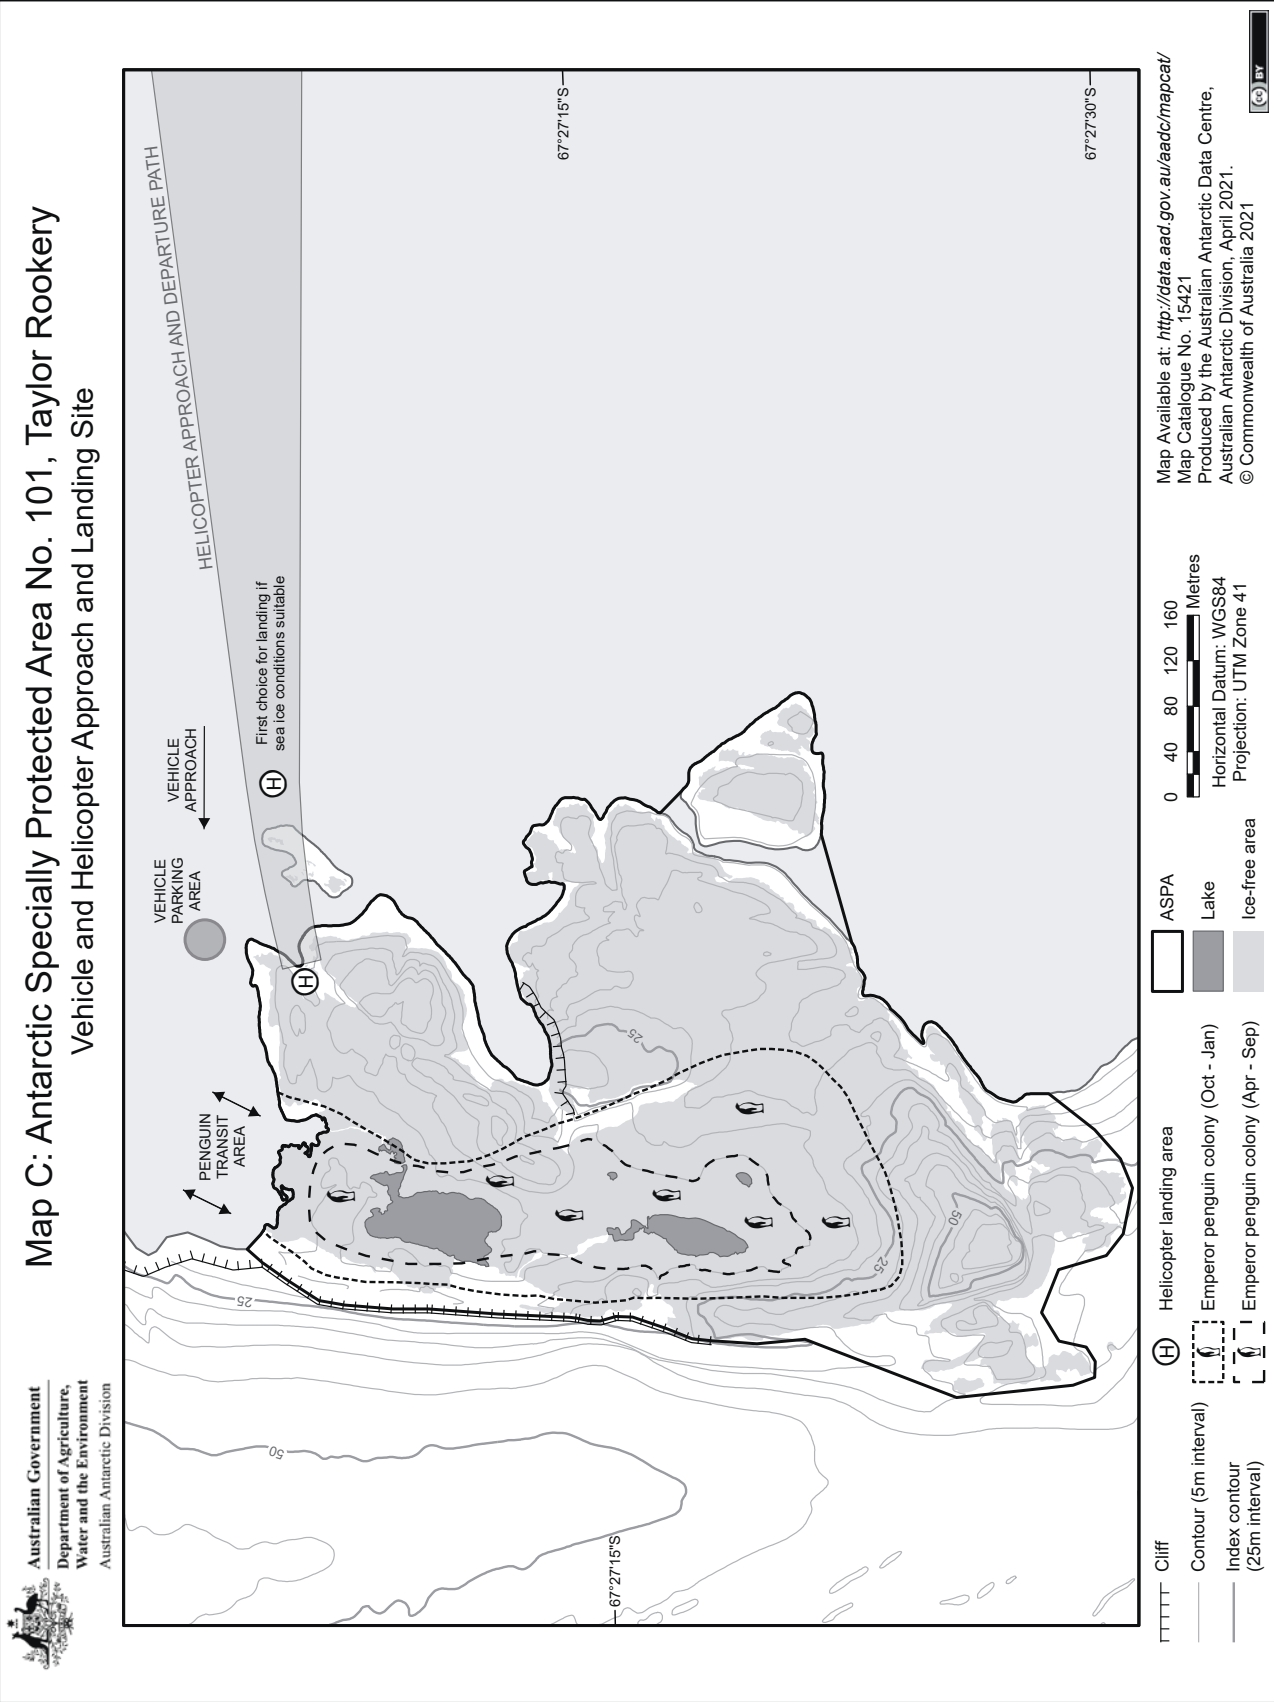 Australian Government
Department of Agriculture,
Water and the Environment
Australian Antarctic Division
Map C: Antarctic Specially Protected Area No. 101, Taylor Rookery
Vehicle and Helicopter Approach and Landing Site
HELICOPTER APPROACH AND DEPARTURE PATH
VEHICLE
APPROACH
VEHICLE
PARKING
AREA
First choice for landing if
sea ice conditions suitable
H
H
PENGUIN
TRANSIT
AREA
25
50
25
25
50
67°27'15"S
67°27'15"S
67°27'30"S
Cliff
Contour (5m interval)
Index contour
(25m interval)
H
Helicopter landing area
Emperor penguin colony (Oct - Jan)
Emperor penguin colony (Apr - Sep)
ASPA
Lake
Ice-free area
0 40 80 120 160
Metres
Horizontal Datum: WGS84
Projection: UTM Zone 41
Map Available at: http://data.aad.gov.au/aadc/mapcat/
Map Catalogue No. 15421
Produced by the Australian Antarctic Data Centre,
Australian Antarctic Division, April 2021.
© Commonwealth of Australia 2021
cc BY